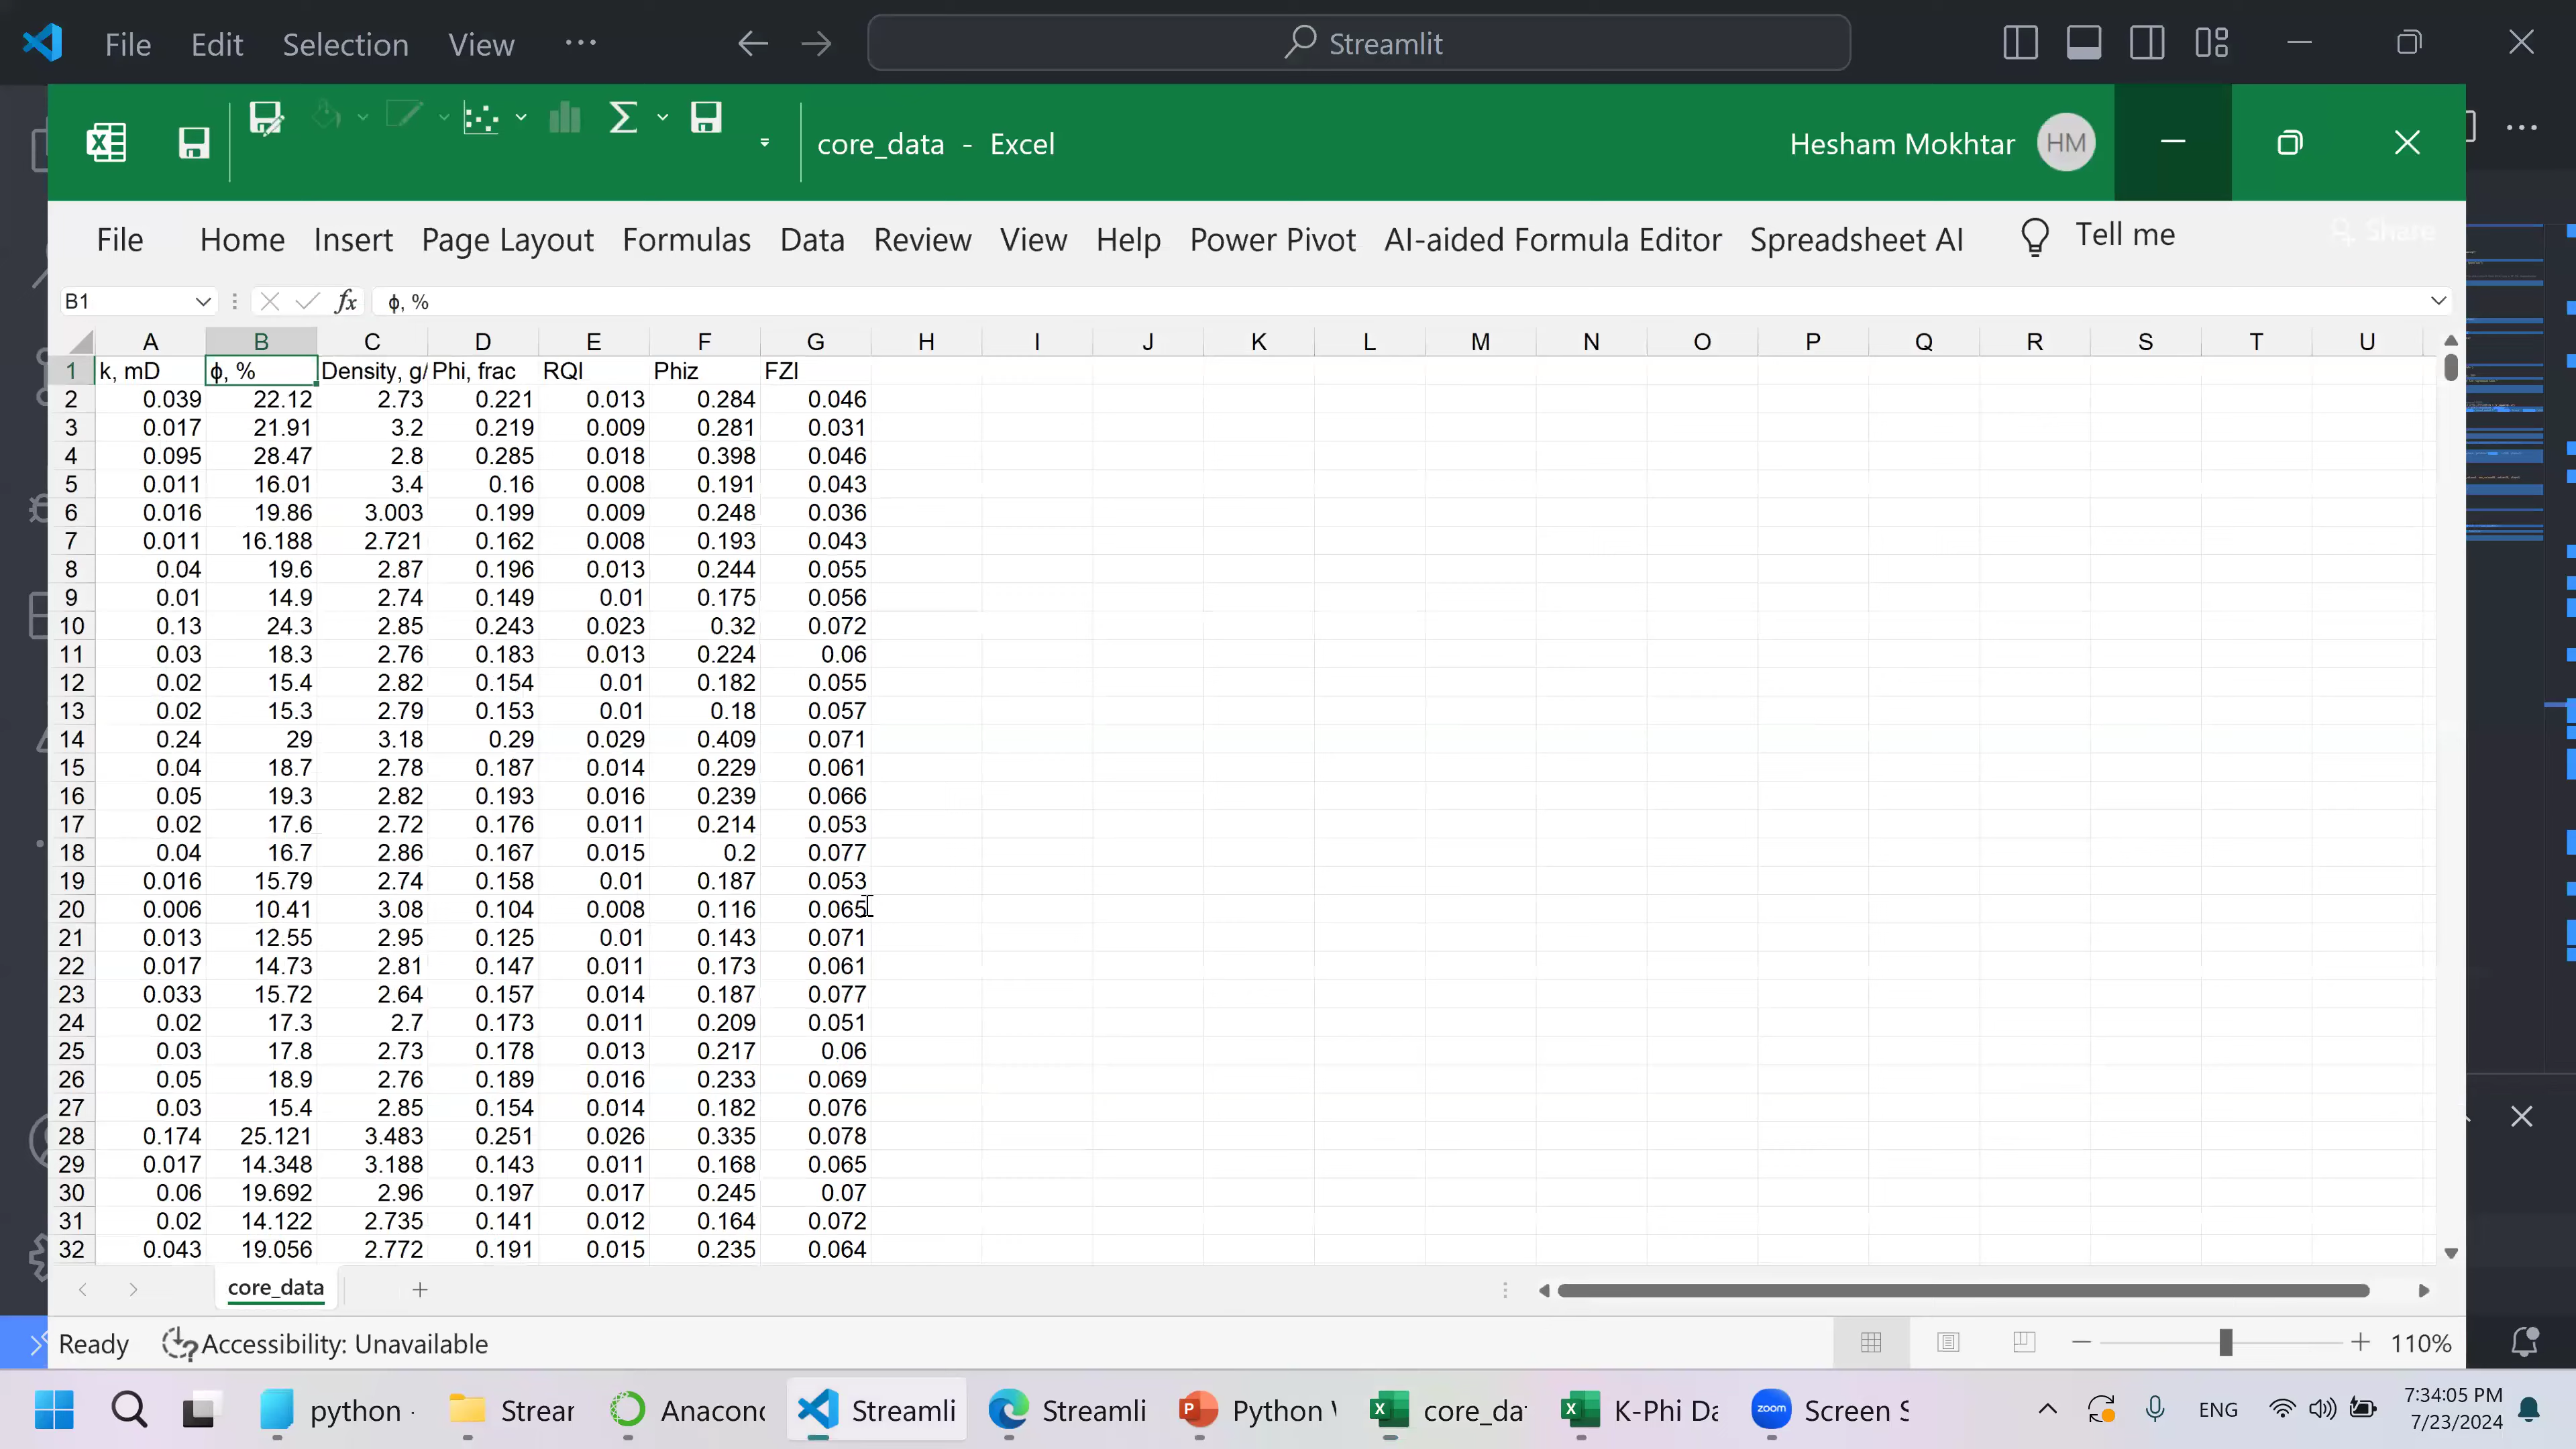 File Edit Selection View ··· Streamlit
core_data - Excel Hesham Mokhtar HM
File Home Insert Page Layout Formulas Data Review View Help Power Pivot AI-aided Formula Editor Spreadsheet AI Tell me Share
B1 fx ϕ, %
A B C D E F G H I J K L M N O P Q R S T U
1 k, mD ϕ, % Density, g/ Phi, frac RQI Phiz FZI
2 0.039 22.12 2.73 0.221 0.013 0.284 0.046
3 0.017 21.91 3.2 0.219 0.009 0.281 0.031
4 0.095 28.47 2.8 0.285 0.018 0.398 0.046
5 0.011 16.01 3.4 0.16 0.008 0.191 0.043
6 0.016 19.86 3.003 0.199 0.009 0.248 0.036
7 0.011 16.188 2.721 0.162 0.008 0.193 0.043
8 0.04 19.6 2.87 0.196 0.013 0.244 0.055
9 0.01 14.9 2.74 0.149 0.01 0.175 0.056
10 0.13 24.3 2.85 0.243 0.023 0.32 0.072
11 0.03 18.3 2.76 0.183 0.013 0.224 0.06
12 0.02 15.4 2.82 0.154 0.01 0.182 0.055
13 0.02 15.3 2.79 0.153 0.01 0.18 0.057
14 0.24 29 3.18 0.29 0.029 0.409 0.071
15 0.04 18.7 2.78 0.187 0.014 0.229 0.061
16 0.05 19.3 2.82 0.193 0.016 0.239 0.066
17 0.02 17.6 2.72 0.176 0.011 0.214 0.053
18 0.04 16.7 2.86 0.167 0.015 0.2 0.077
19 0.016 15.79 2.74 0.158 0.01 0.187 0.053
20 0.006 10.41 3.08 0.104 0.008 0.116 0.065
21 0.013 12.55 2.95 0.125 0.01 0.143 0.071
22 0.017 14.73 2.81 0.147 0.011 0.173 0.061
23 0.033 15.72 2.64 0.157 0.014 0.187 0.077
24 0.02 17.3 2.7 0.173 0.011 0.209 0.051
25 0.03 17.8 2.73 0.178 0.013 0.217 0.06
26 0.05 18.9 2.76 0.189 0.016 0.233 0.069
27 0.03 15.4 2.85 0.154 0.014 0.182 0.076
28 0.174 25.121 3.483 0.251 0.026 0.335 0.078
29 0.017 14.348 3.188 0.143 0.011 0.168 0.065
30 0.06 19.692 2.96 0.197 0.017 0.245 0.07
31 0.02 14.122 2.735 0.141 0.012 0.164 0.072
32 0.043 19.056 2.772 0.191 0.015 0.235 0.064
core_data
Ready Accessibility: Unavailable 110%
python Strear Anacond Streamli Streamli Python core_da K-Phi Da zoom Screen S ENG 7:34:05 PM
7/23/2024